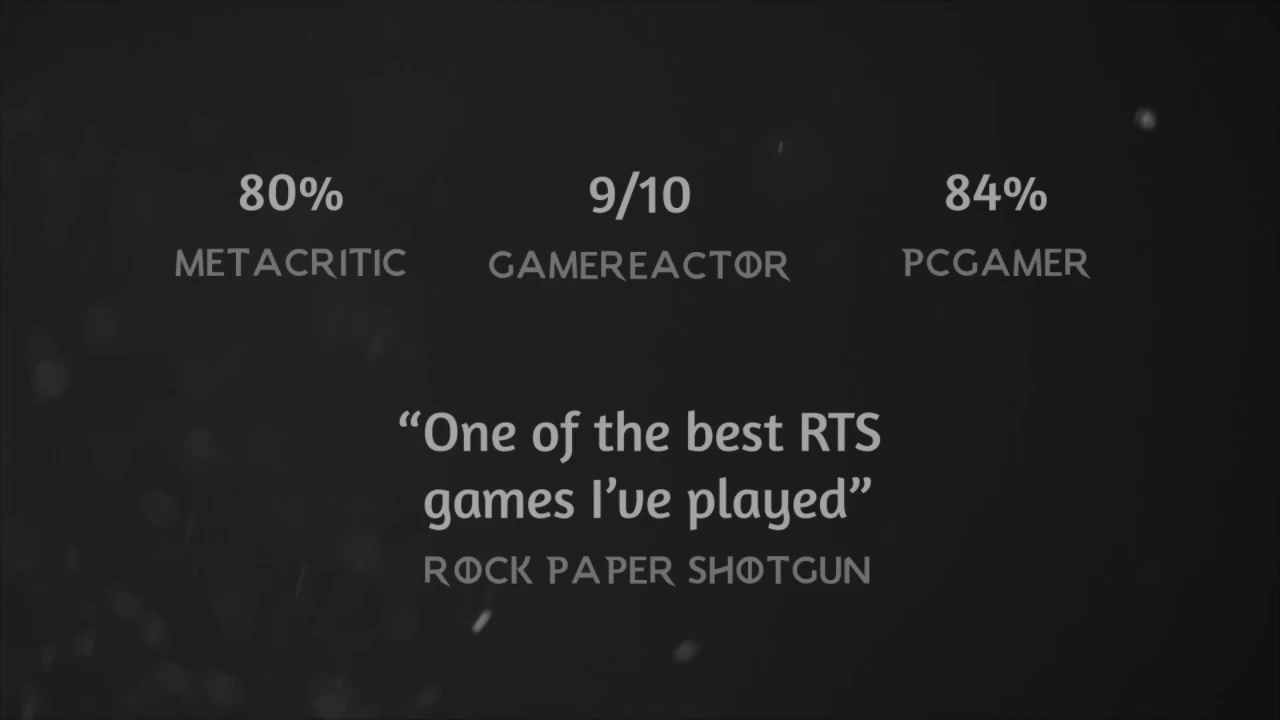 80% 9/10 84%
METACRITIC GAMEREACTOR PCGAMER
“One of the best RTS
games I’ve played”
ROCK PAPER SHOTGUN